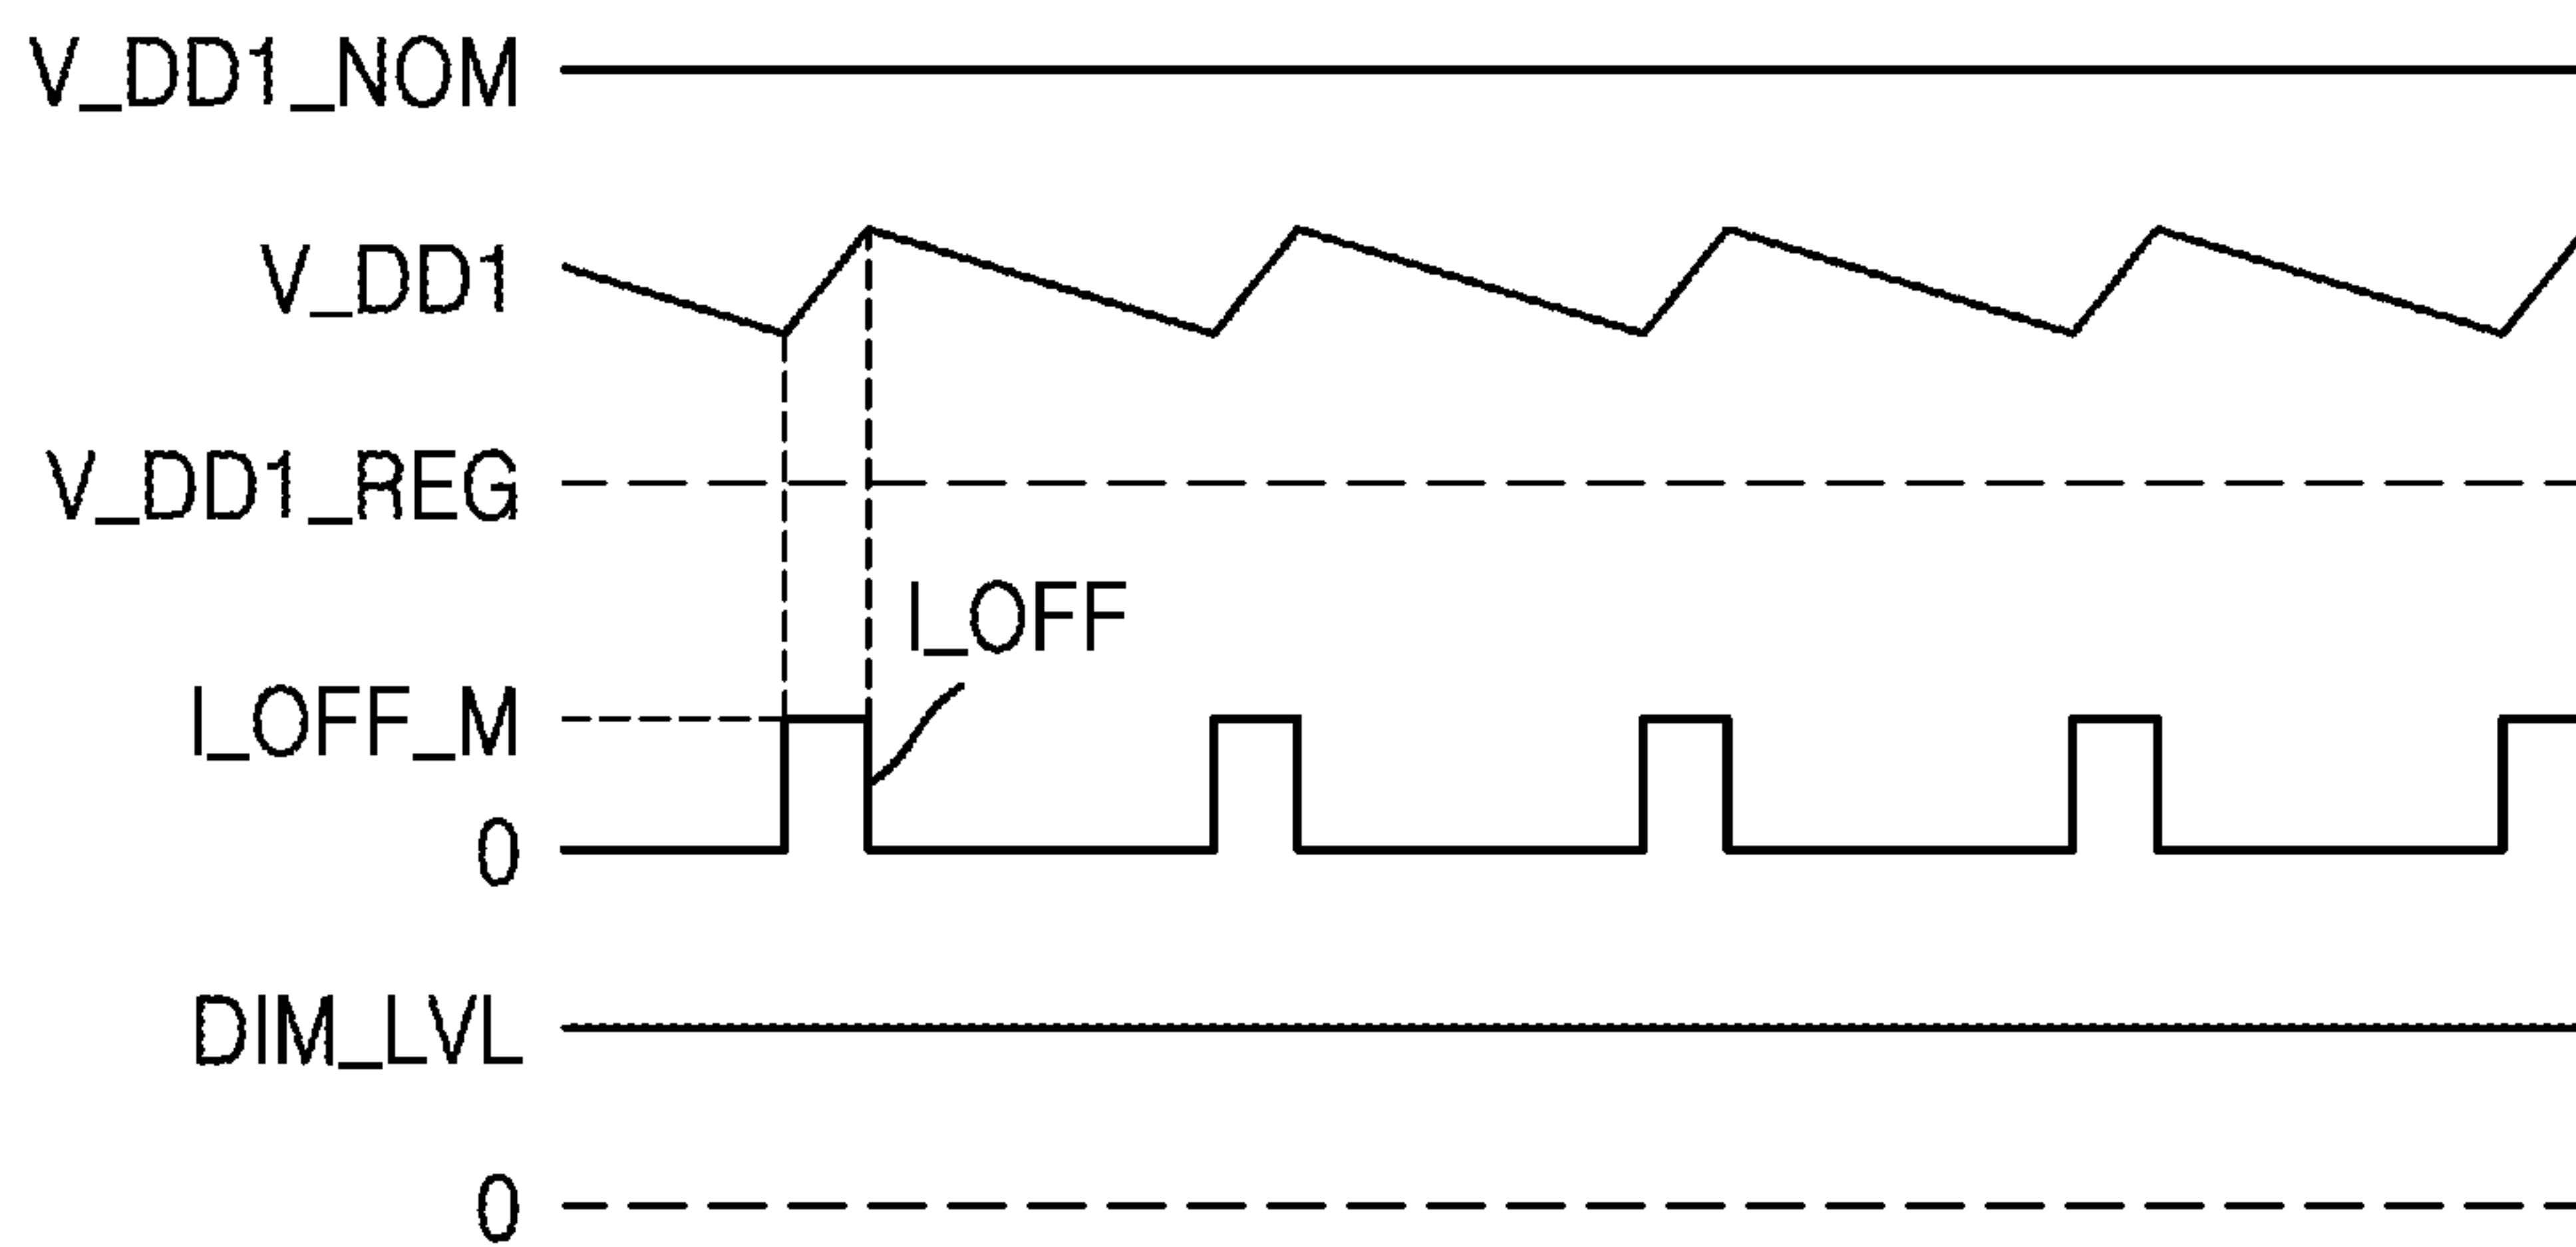 V_DD1_NOM
V_DD1
V_DD1_REG
I_OFF
I_OFF_M
0
DIM_LVL
0